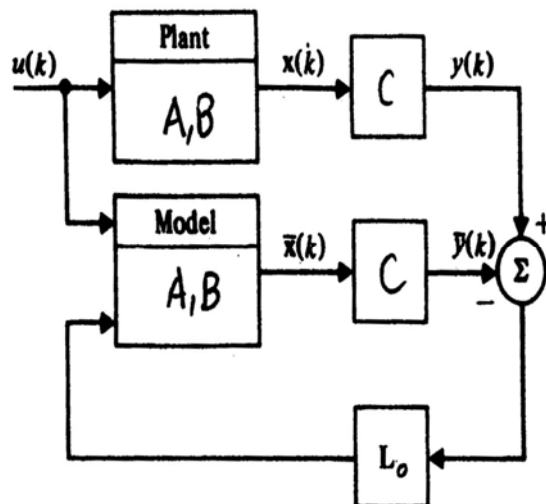 Plant
u(k)
x(k)
y(k)
A,B
C
+
Model
x̄(k)
ȳ(k)
Σ
A,B
C
−
L₀